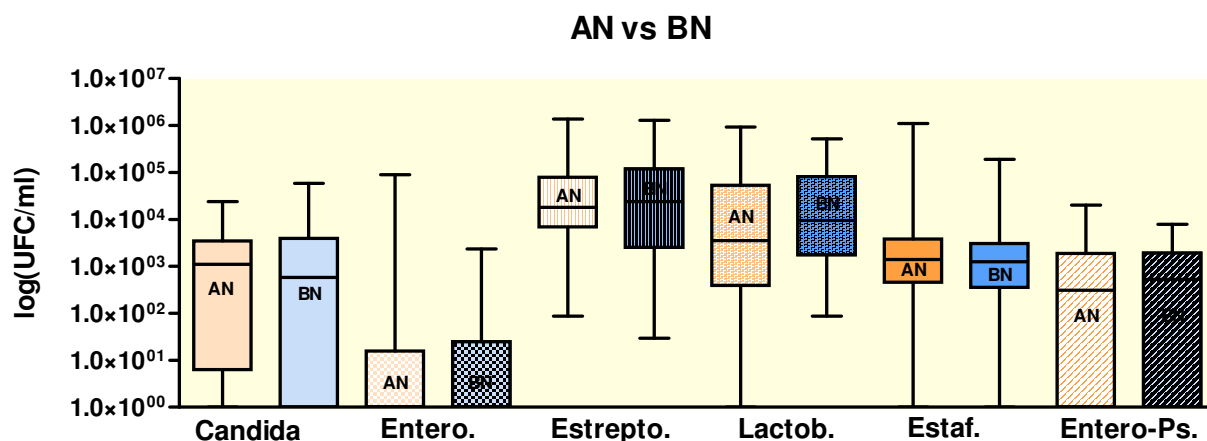 AN vs BN
log(UFC/ml)
1.0×10⁰⁷
1.0×10⁰⁶
1.0×10⁰⁵
1.0×10⁰⁴
1.0×10⁰³
1.0×10⁰²
1.0×10⁰¹
1.0×10⁰⁰
AN
BN
AN
BN
AN
BN
AN
BN
AN
BN
AN
BN
Candida Entero. Estrepto. Lactob. Estaf. Entero-Ps.